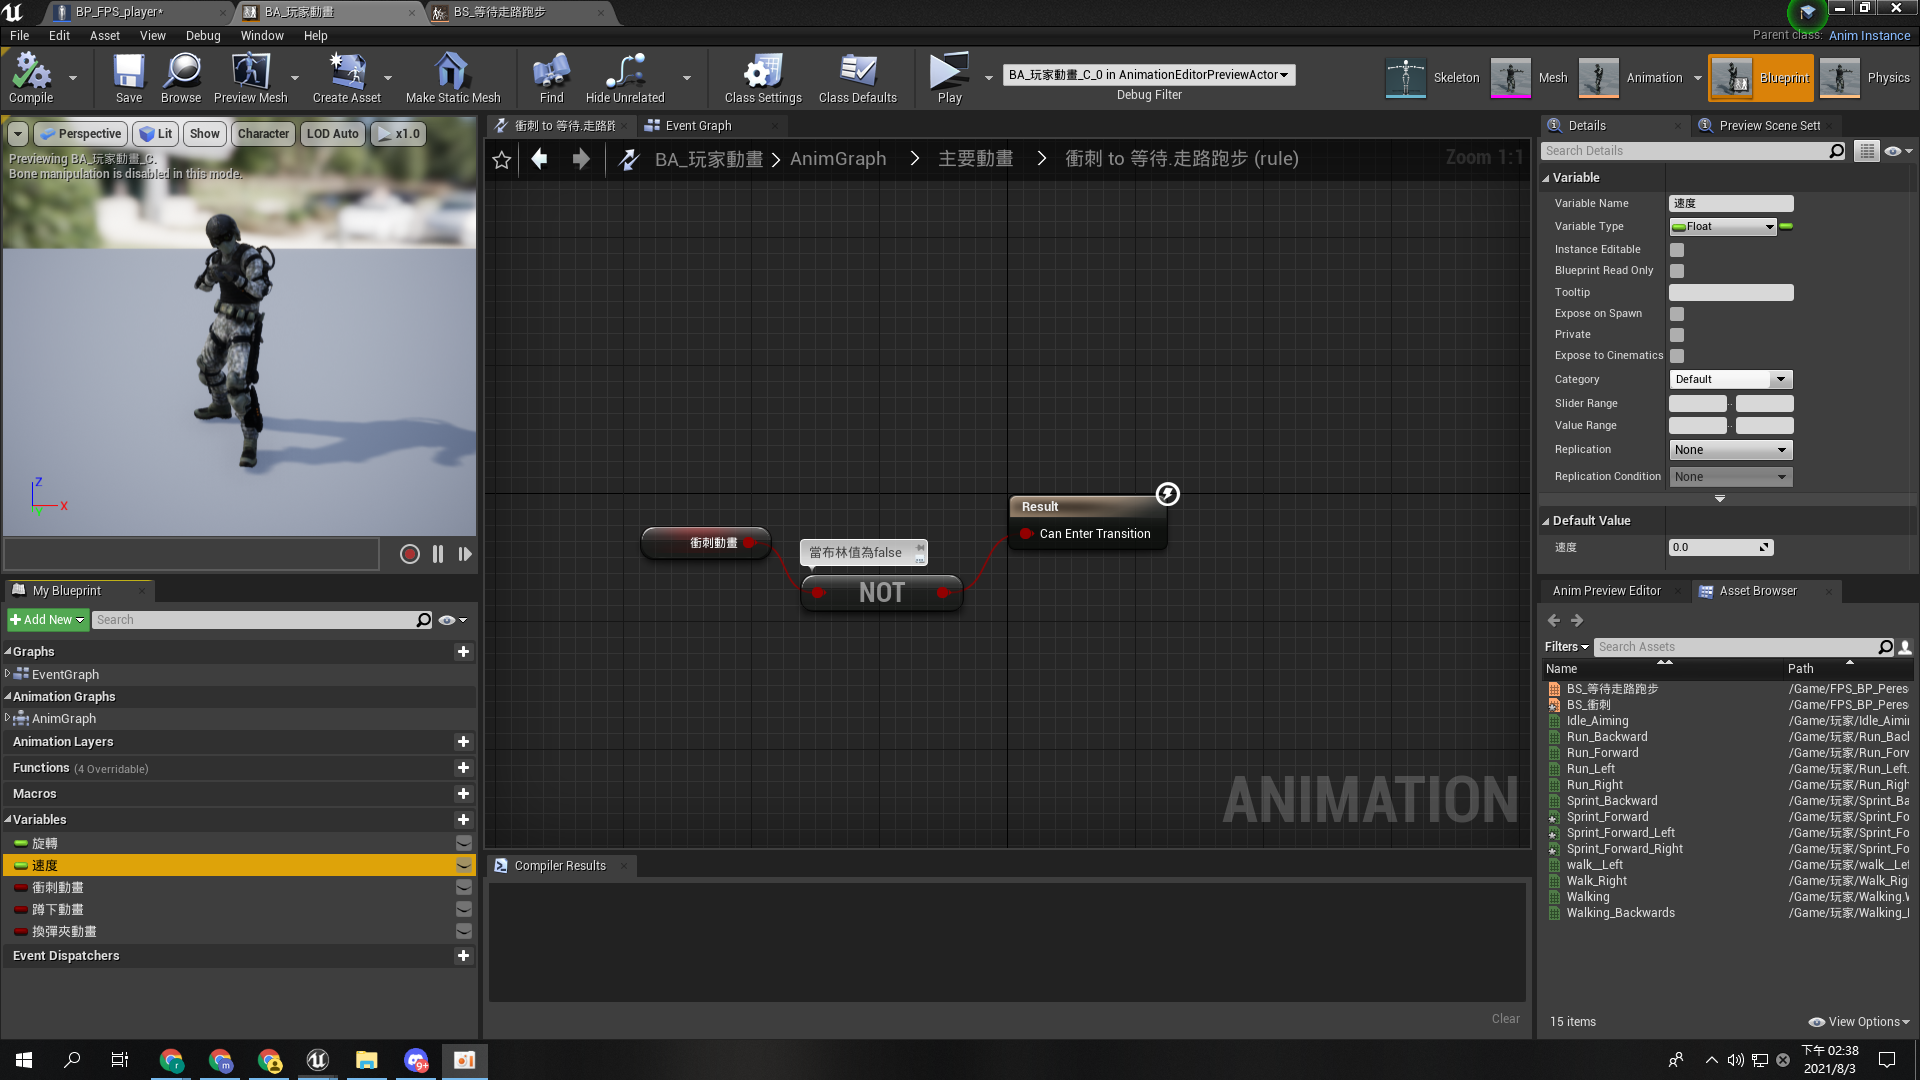 BP_FPS_player*
BA_玩家動畫
BS_等待走路跑步
File Edit Asset View Debug Window Help
Parent class: Anim Instance
Compile
Save
Browse
Preview Mesh
Create Asset
Make Static Mesh
Find
Hide Unrelated
Class Settings
Class Defaults
Play
BA_玩家動畫_C_0 in AnimationEditorPreviewActor
Debug Filter
Skeleton
Mesh
Animation
Blueprint
Physics
Perspective
Lit
Show
Character
LOD Auto
x1.0
Previewing BA_玩家動畫_C.
Bone manipulation is disabled in this mode.
Z
X
衝刺 to 等待.走路跑
Event Graph
BA_玩家動畫 > AnimGraph > 主要動畫 > 衝刺 to 等待.走路跑步 (rule)
Zoom 1:1
衝刺動畫
當布林值為false
NOT
Result
Can Enter Transition
ANIMATION
Compiler Results
Clear
My Blueprint
Add New
Search
Graphs
EventGraph
Animation Graphs
AnimGraph
Animation Layers
Functions (4 Overridable)
Macros
Variables
旋轉
速度
衝刺動畫
蹲下動畫
換彈夾動畫
Event Dispatchers
Details
Preview Scene Sett
Search Details
Variable
Variable Name 速度
Variable Type Float
Instance Editable
Blueprint Read Only
Tooltip
Expose on Spawn
Private
Expose to Cinematics
Category Default
Slider Range
Value Range
Replication None
Replication Condition None
Default Value
速度 0.0
Anim Preview Editor
Asset Browser
Filters
Search Assets
Name Path
BS_等待走路跑步 /Game/FPS_BP_Peres
BS_衝刺 /Game/FPS_BP_Peres
Idle_Aiming /Game/玩家/Idle_Aimi
Run_Backward /Game/玩家/Run_Bac
Run_Forward /Game/玩家/Run_Forw
Run_Left /Game/玩家/Run_Left.
Run_Right /Game/玩家/Run_Righ
Sprint_Backward /Game/玩家/Sprint_Ba
Sprint_Forward /Game/玩家/Sprint_Fo
Sprint_Forward_Left /Game/玩家/Sprint_Fo
Sprint_Forward_Right /Game/玩家/Sprint_Fo
walk__Left /Game/玩家/walk__Lef
Walk_Right /Game/玩家/Walk_Rig
Walking /Game/玩家/Walking.W
Walking_Backwards /Game/玩家/Walking_
15 items
View Options
r
m
9+
下午 02:38
2021/8/3